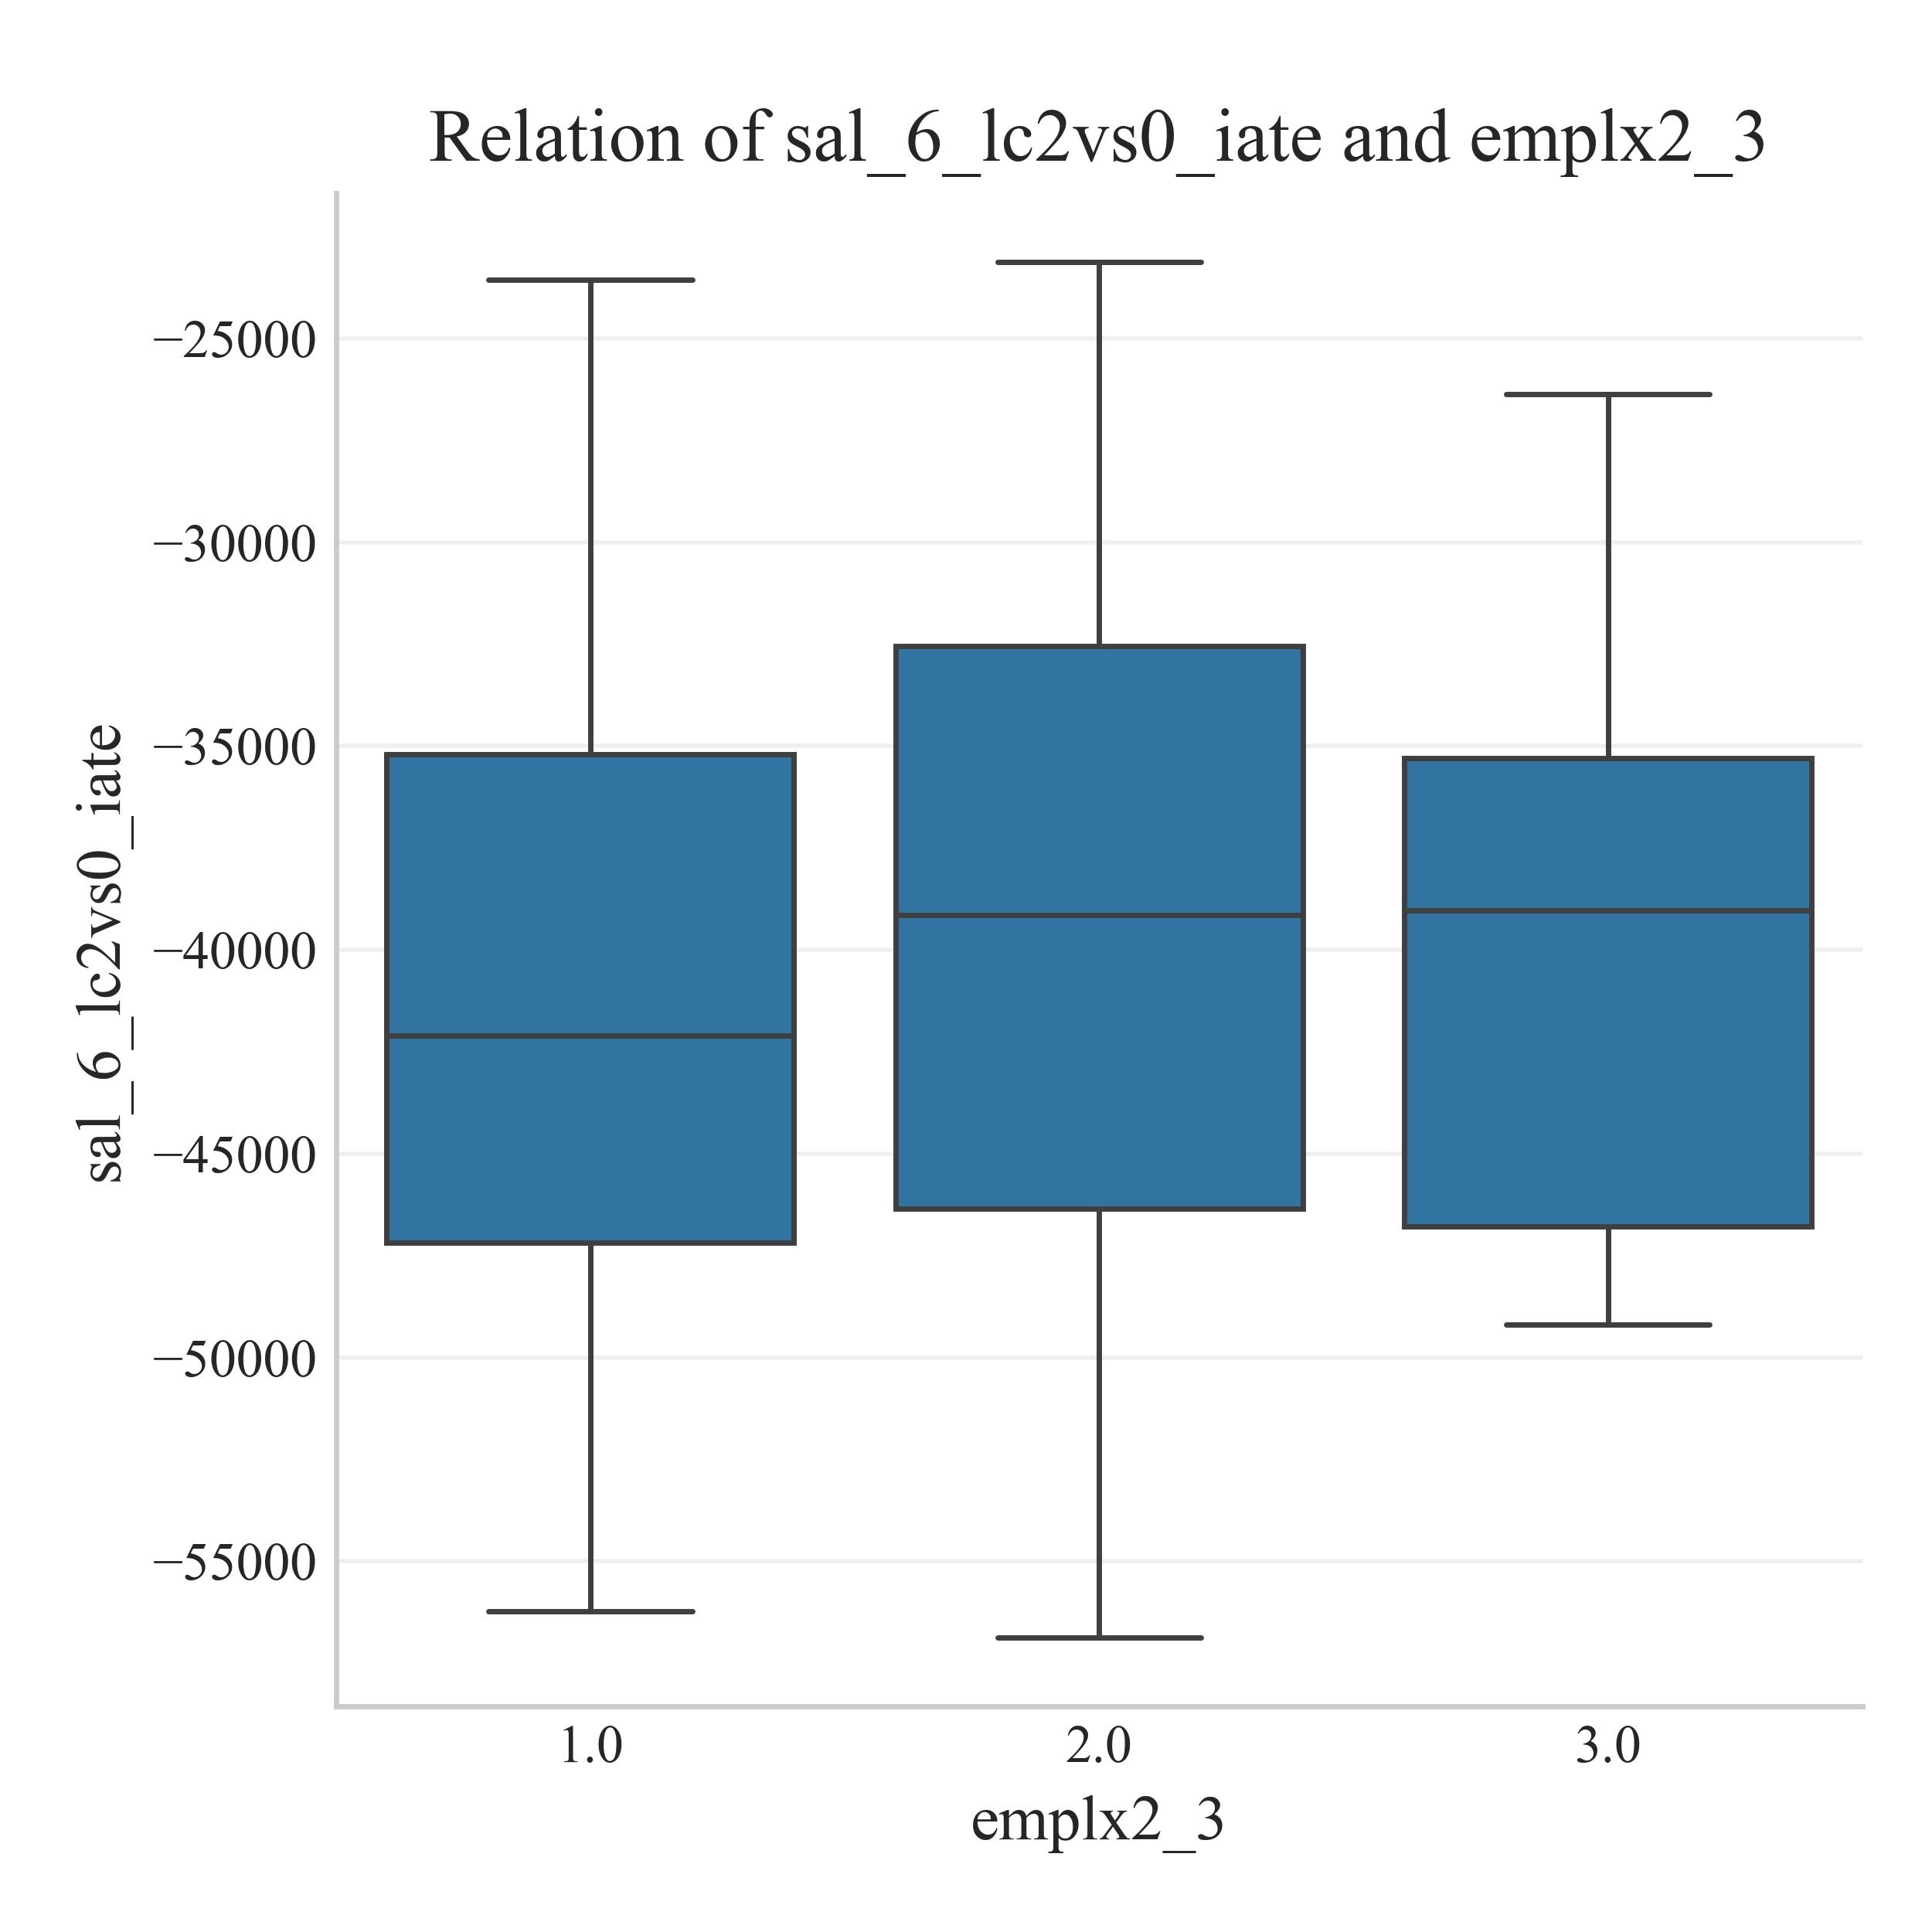 Relation of sal_6_lc2vs0_iate and emplx2_3
sal_6_lc2vs0_iate
−25000
−30000
−35000
−40000
−45000
−50000
−55000
1.0 2.0 3.0
emplx2_3